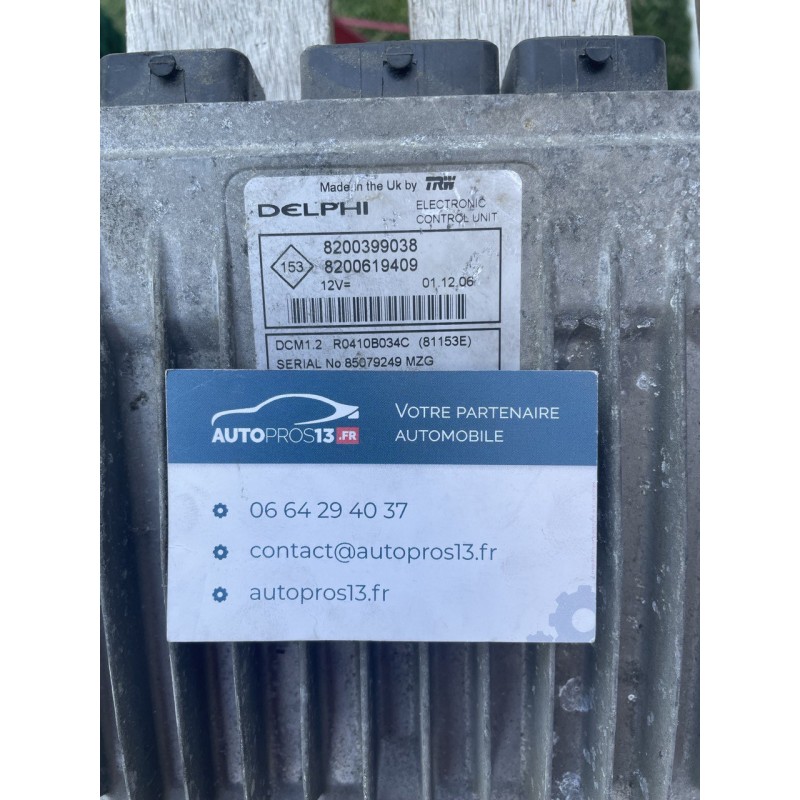 Made in the Uk by TRW
DELPHI
ELECTRONIC
CONTROL UNIT
153
8200399038
8200619409
12V=
01.12.06
DCM1.2 R0410B034C (81153E)
SERIAL No 85079249 MZG
AUTOPROS13.FR
VOTRE PARTENAIRE
AUTOMOBILE
06 64 29 40 37
contact@autopros13.fr
autopros13.fr